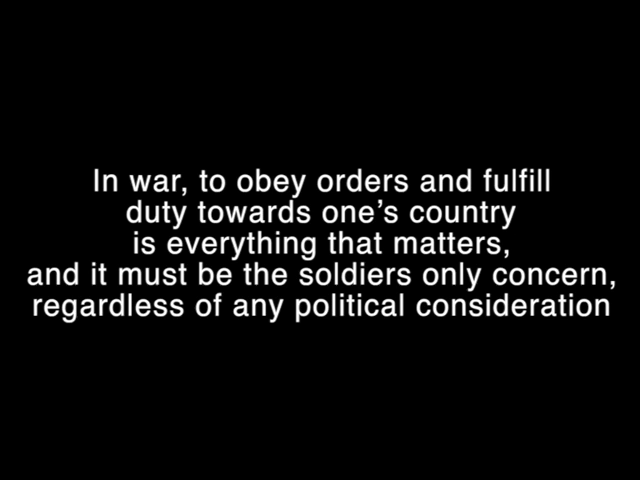 In war, to obey orders and fulfill
duty towards one's country
is everything that matters,
and it must be the soldiers only concern,
regardless of any political consideration